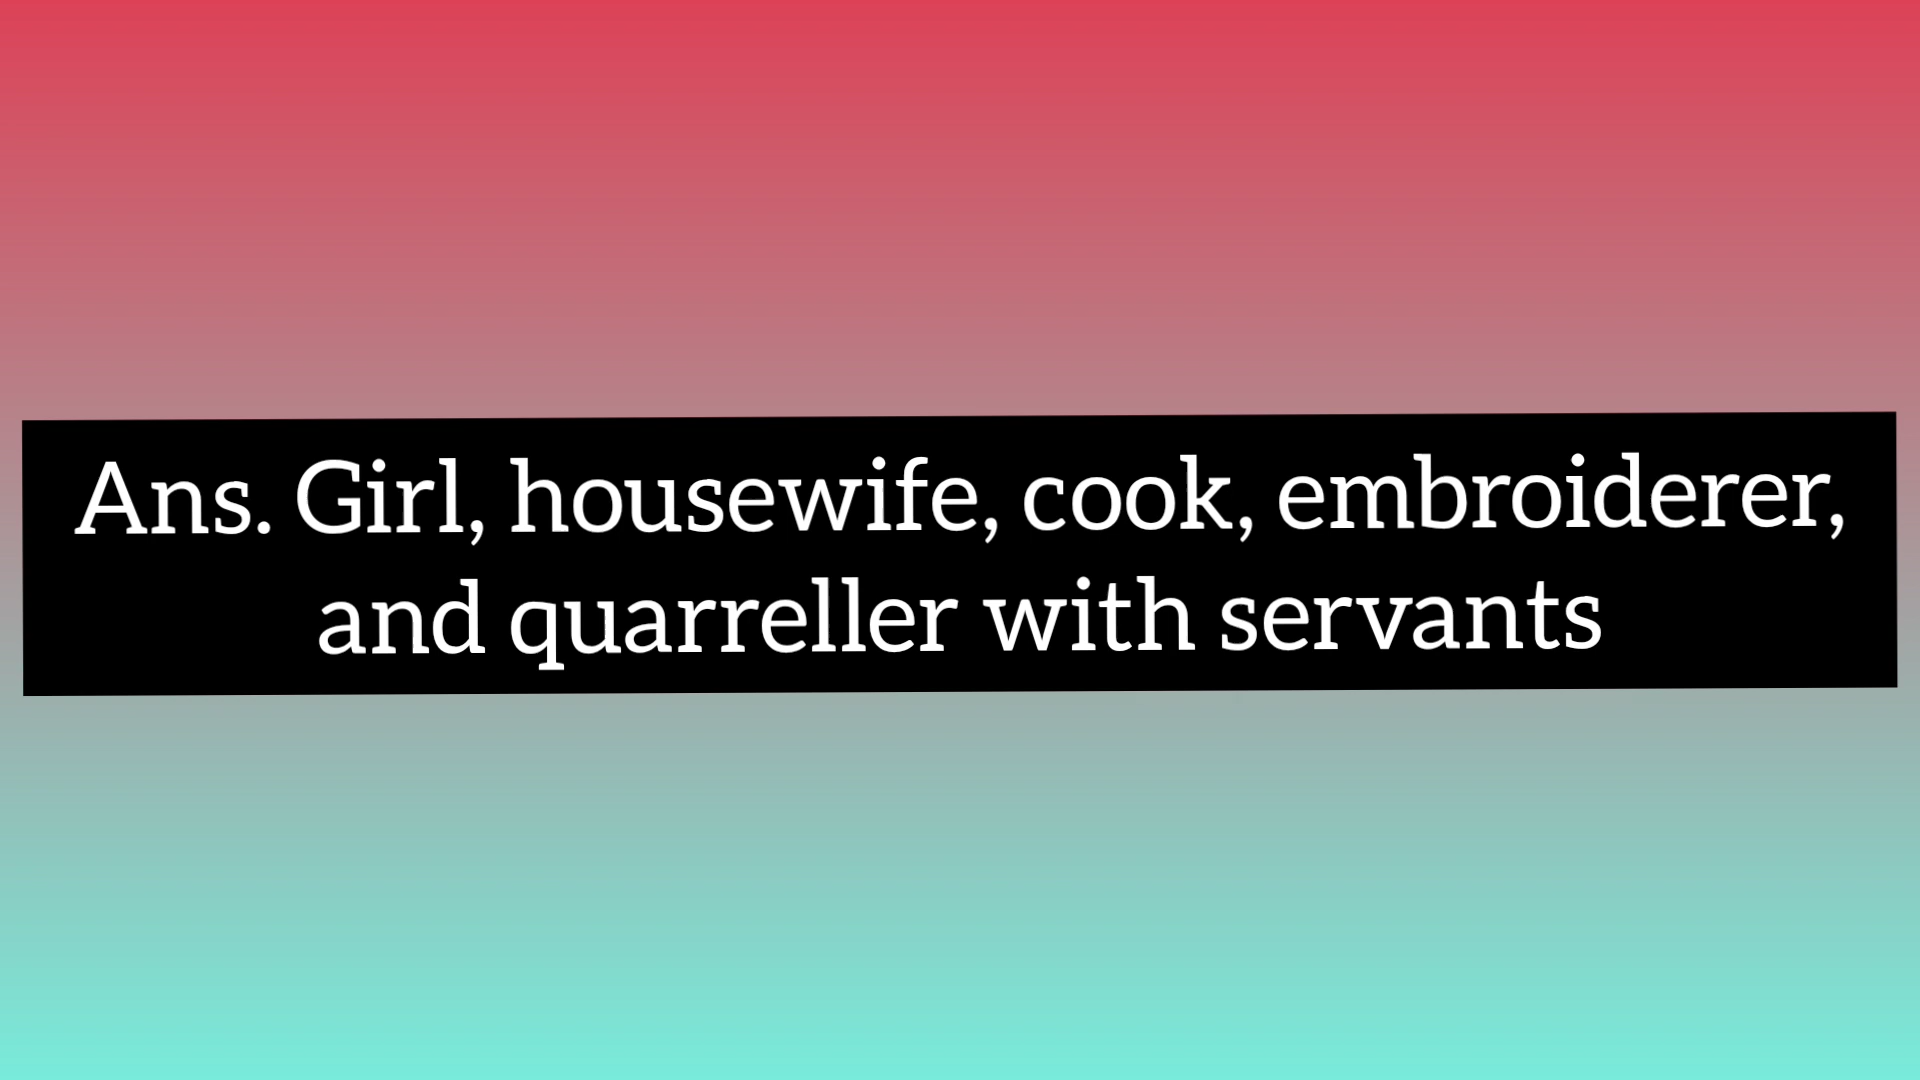 Ans. Girl, housewife, cook, embroiderer,
and quarreller with servants